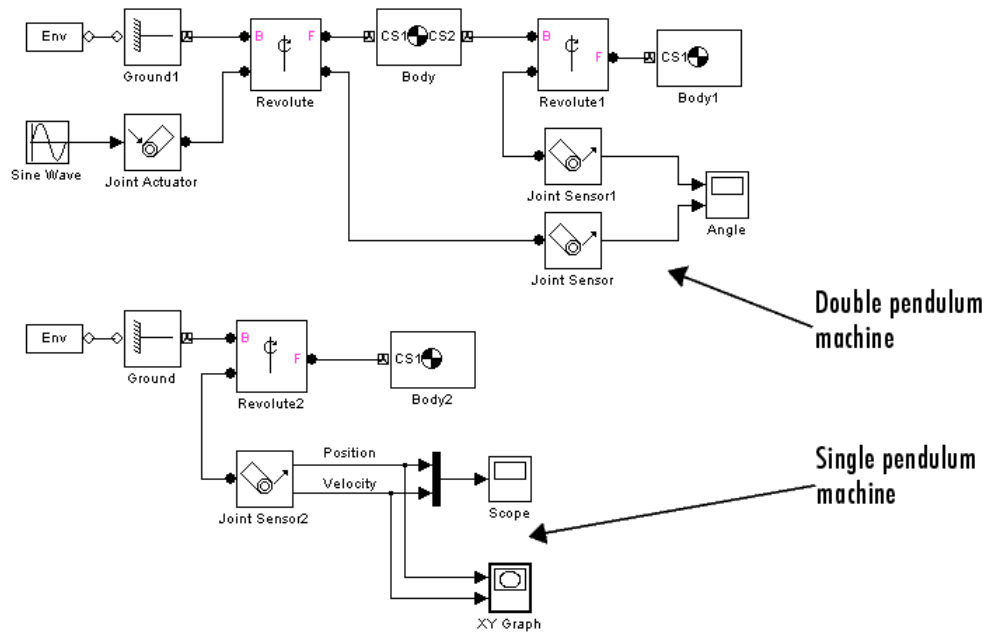 Env
Ground1
B
F
Revolute
CS1 CS2
Body
B
F
Revolute1
CS1
Body1
Sine Wave
Joint Actuator
Joint Sensor1
Angle
Joint Sensor
Double pendulum
machine
Env
Ground
B
F
Revolute2
CS1
Body2
Position
Velocity
Joint Sensor2
Scope
Single pendulum
machine
XY Graph